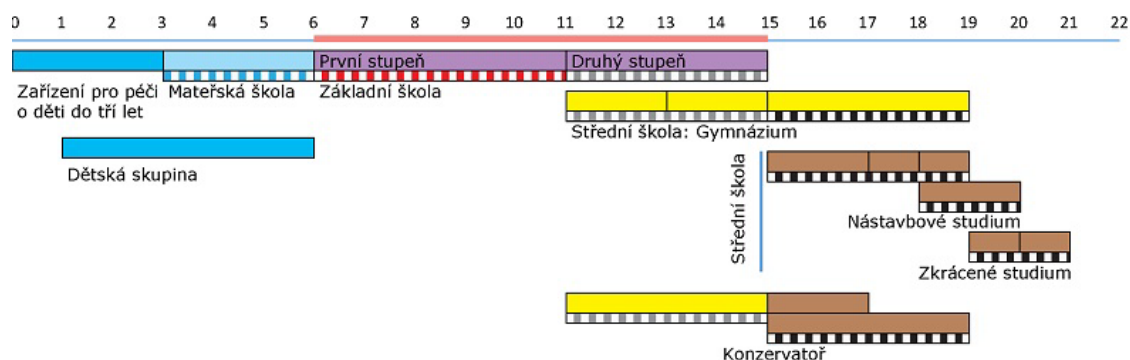 0 1 2 3 4 5 6 7 8 9 10 11 12 13 14 15 16 17 18 19 20 21 22
První stupeň Druhý stupeň
Zařízení pro péči
o děti do tří let
Mateřská škola
Základní škola
Střední škola: Gymnázium
Dětská skupina
Střední škola
Nástavbové studium
Zkrácené studium
Konzervatoř